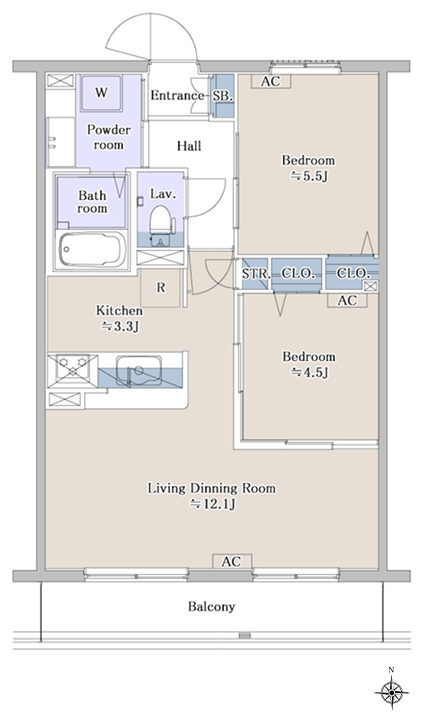 AC
W
Entrance
SB.
Powder
room
Hall
Bedroom
≒5.5J
Bath
room
Lav.
STR.
CLO.
CLO.
R
AC
Kitchen
≒3.3J
Bedroom
≒4.5J
Living Dinning Room
≒12.1J
AC
Balcony
N